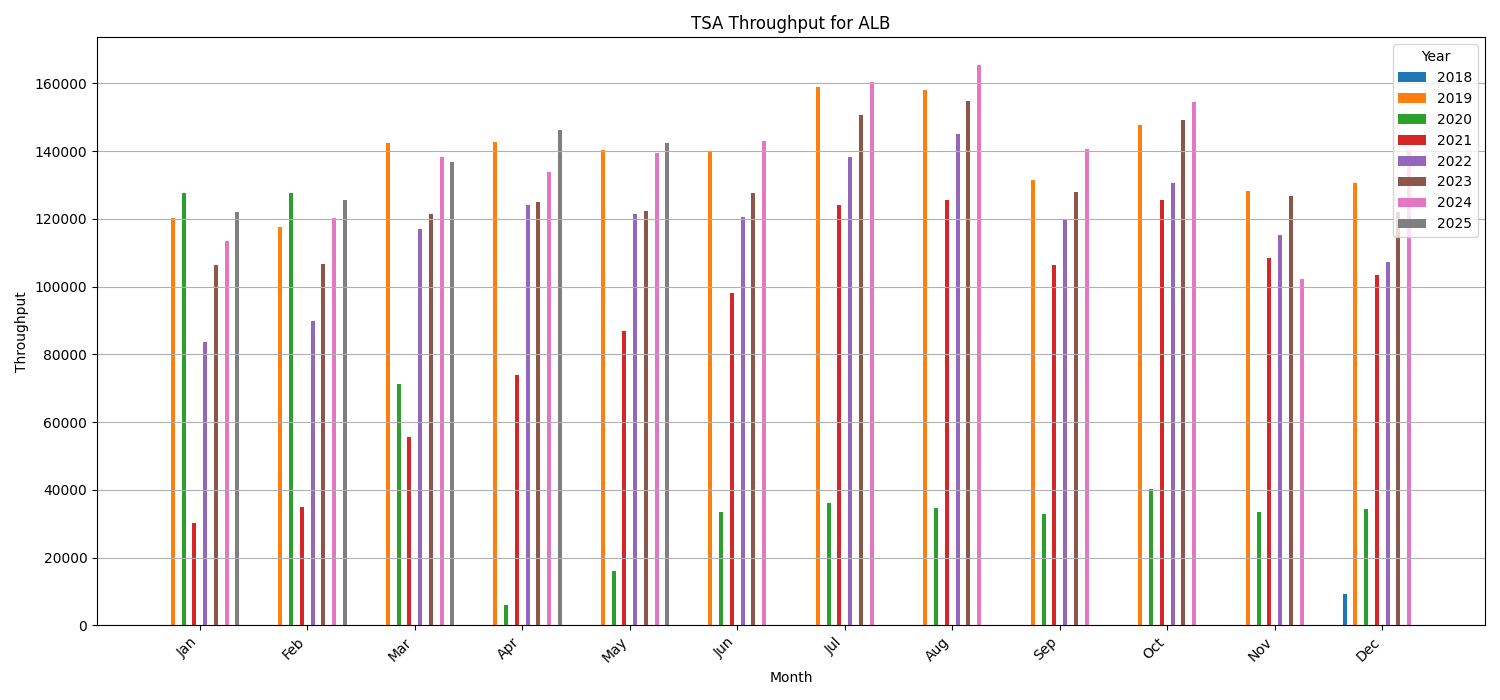 TSA Throughput for ALB
Year
2018
2019
2020
2021
2022
2023
2024
2025
160000
140000
120000
100000
80000
60000
40000
20000
0
Throughput
Jan
Feb
Mar
Apr
May
Jun
Jul
Aug
Sep
Oct
Nov
Dec
Month